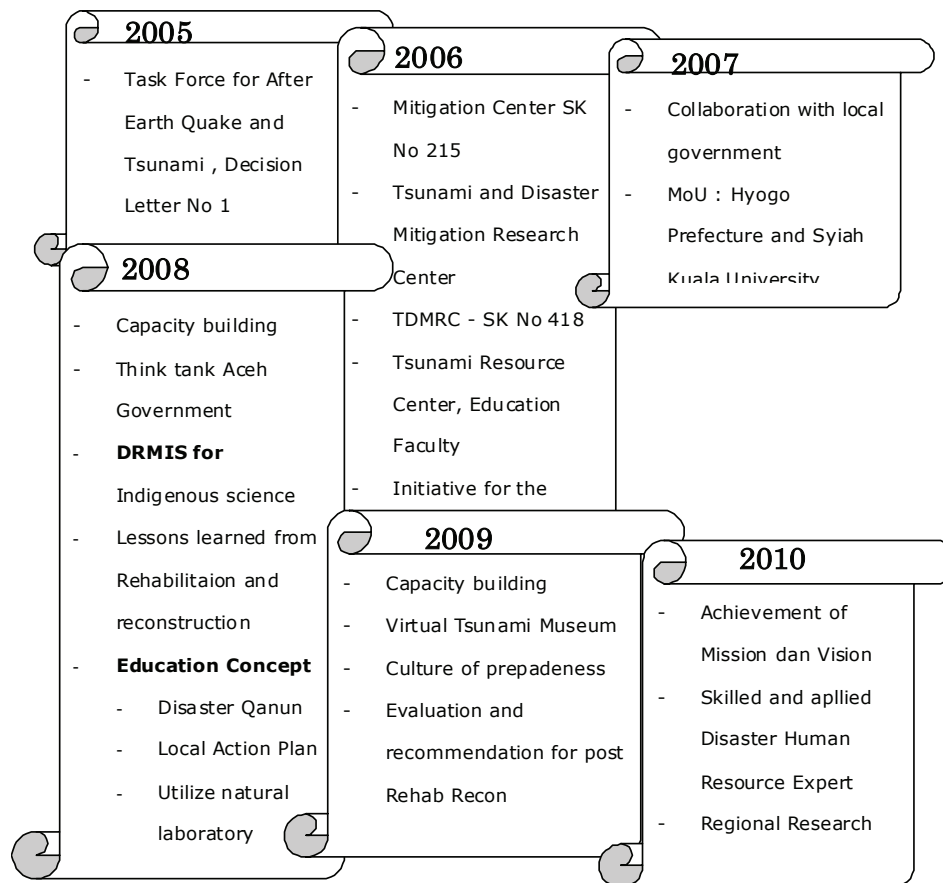 2005
- Task Force for After
Earth Quake and
Tsunami , Decision
Letter No 1
2006
- Mitigation Center SK
No 215
- Tsunami and Disaster
Mitigation Research
Center
- TDMRC - SK No 418
- Tsunami Resource
Center, Education
Faculty
- Initiative for the
2007
- Collaboration with local
government
- MoU : Hyogo
Prefecture and Syiah
Kuala University
2008
- Capacity building
- Think tank Aceh
Government
- DRMIS for
Indigenous science
- Lessons learned from
Rehabilitaion and
reconstruction
- Education Concept
- Disaster Qanun
- Local Action Plan
- Utilize natural
laboratory
2009
- Capacity building
- Virtual Tsunami Museum
- Culture of prepadeness
- Evaluation and
recommendation for post
Rehab Recon
2010
- Achievement of
Mission dan Vision
- Skilled and apllied
Disaster Human
Resource Expert
- Regional Research